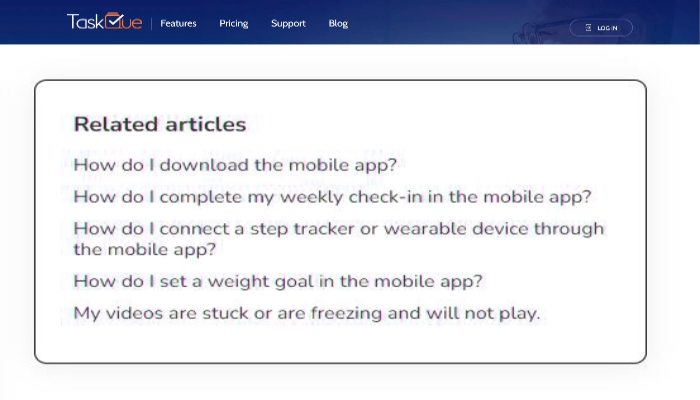 TaskQue
Features
Pricing
Support
Blog
LOG IN
Related articles
How do I download the mobile app?
How do I complete my weekly check-in in the mobile app?
How do I connect a step tracker or wearable device through
the mobile app?
How do I set a weight goal in the mobile app?
My videos are stuck or are freezing and will not play.